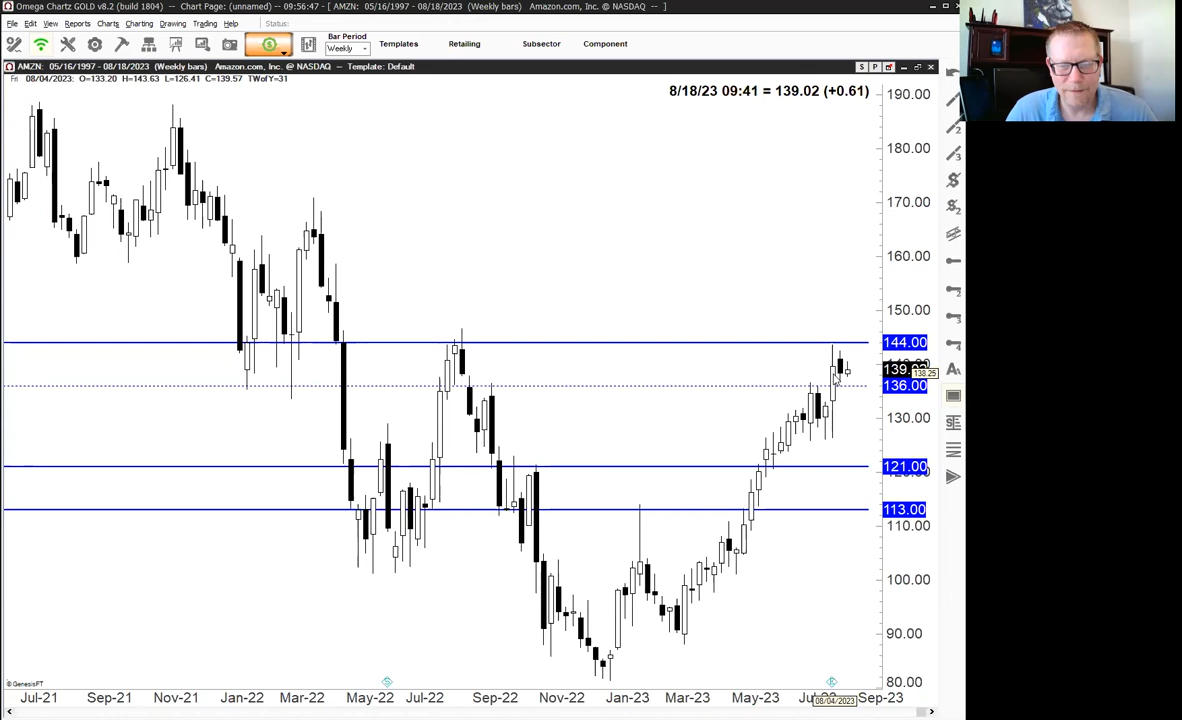 Omega Chartz GOLD v8.2 (build 1804) -- Chart Page: (unnamed) -- 09:56:47 - [ AMZN: 05/16/1997 - 08/18/2023 (Weekly bars) Amazon.com, Inc. @ NASDAQ -- ]
File Edit View Reports Charts Charting Drawing Trading Help Status:
Bar Period
Weekly
Templates Retailing Subsector Component
AMZN: 05/16/1997 - 08/18/2023 (Weekly bars) Amazon.com, Inc. @ NASDAQ -- Template: Default
S P
Fri 08/04/2023: O=133.20 H=143.63 L=126.41 C=139.57 TWofY=31
8/18/23 09:41 = 139.02 (+0.61)
190.00
180.00
170.00
160.00
150.00
144.00
138.25
136.00
130.00
121.00
113.00
110.00
100.00
90.00
80.00
© GenesisFT
Jul-21 Sep-21 Nov-21 Jan-22 Mar-22 May-22 Jul-22 Sep-22 Nov-22 Jan-23 Mar-23 May-23 Sep-23
08/04/2023